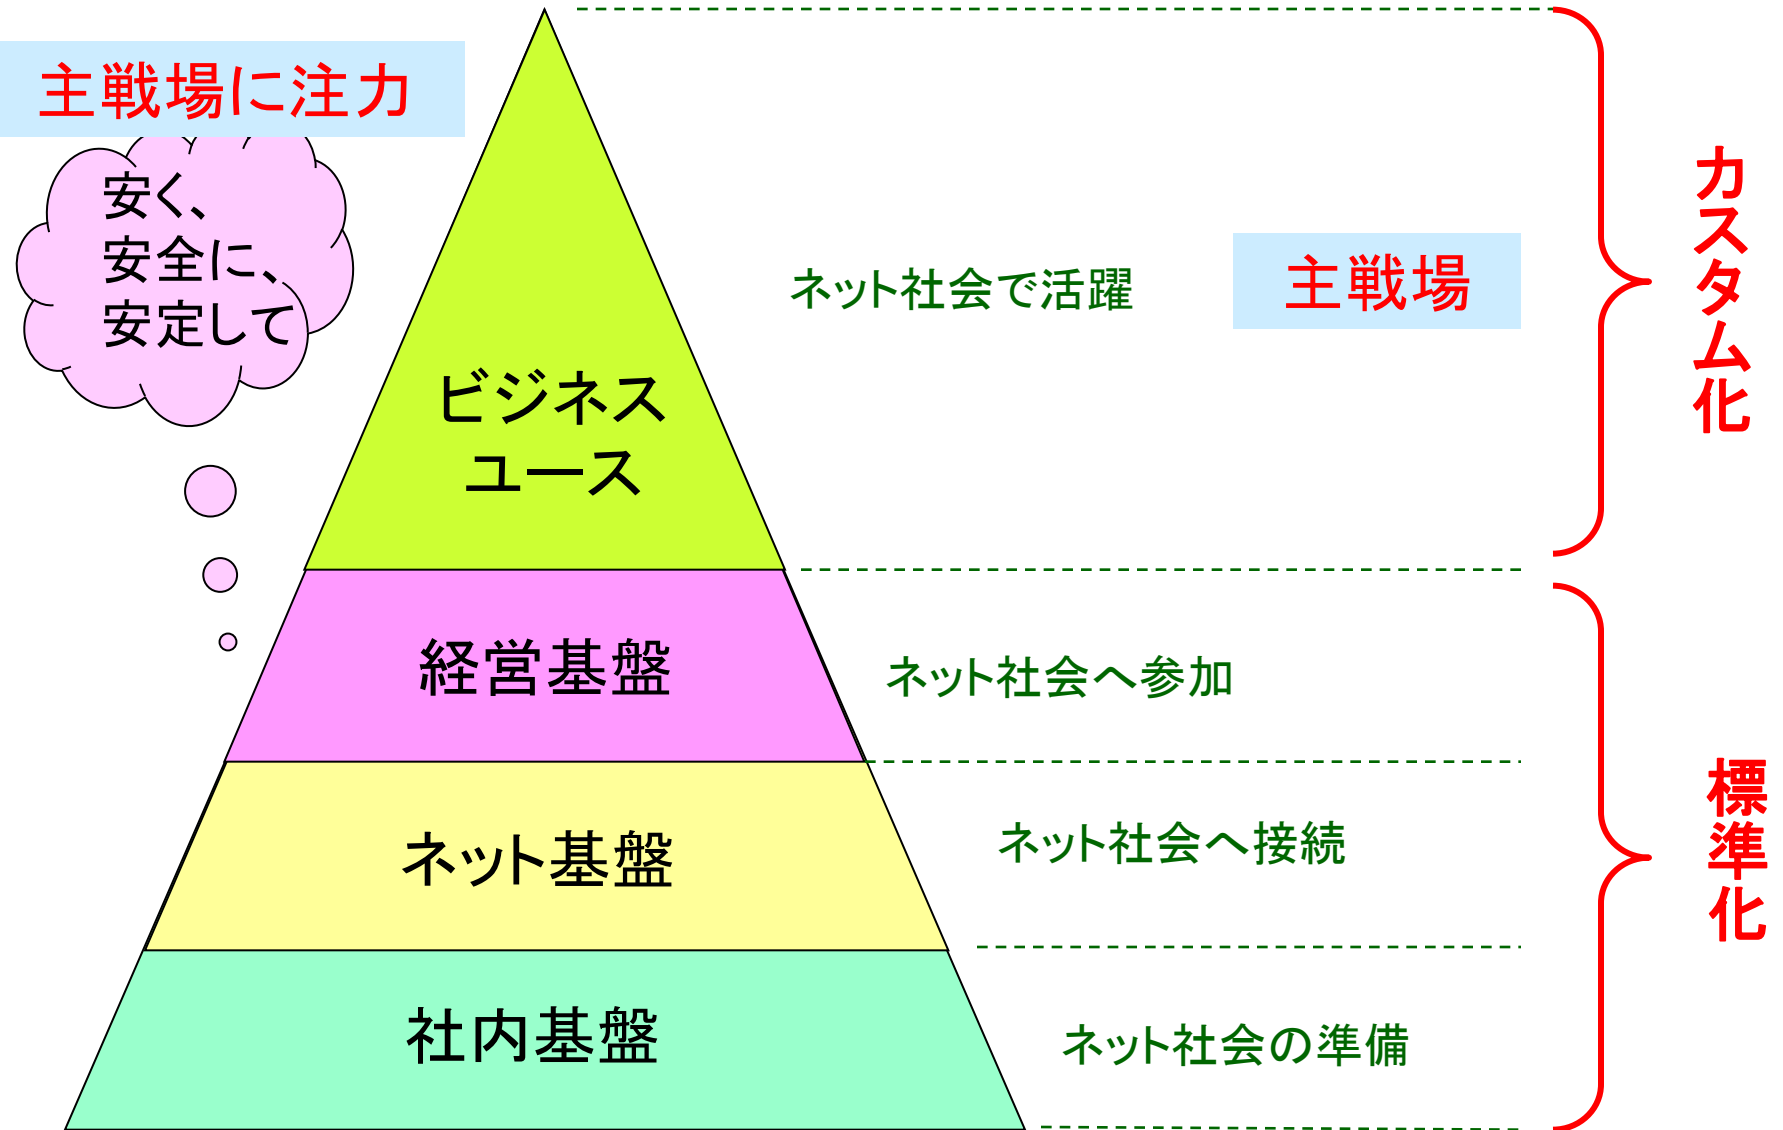 主戦場に注力
安く、
安全に、
安定して
ビジネス
ユース
ネット社会で活躍
主戦場
カスタム化
経営基盤
ネット社会へ参加
ネット基盤
ネット社会へ接続
標準化
社内基盤
ネット社会の準備